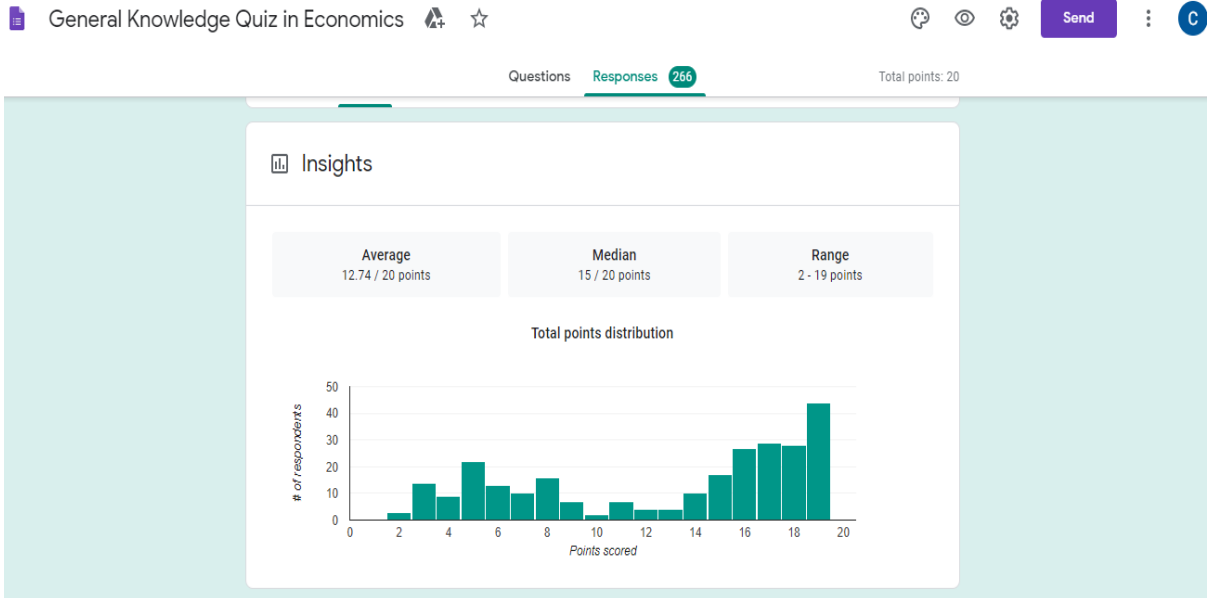 General Knowledge Quiz in Economics
Send
C
Questions Responses 266 Total points: 20
Insights
Average Median Range
12.74 / 20 points 15 / 20 points 2 - 19 points
Total points distribution
# of respondents
50
40
30
20
10
0
0 2 4 6 8 10 12 14 16 18 20
Points scored